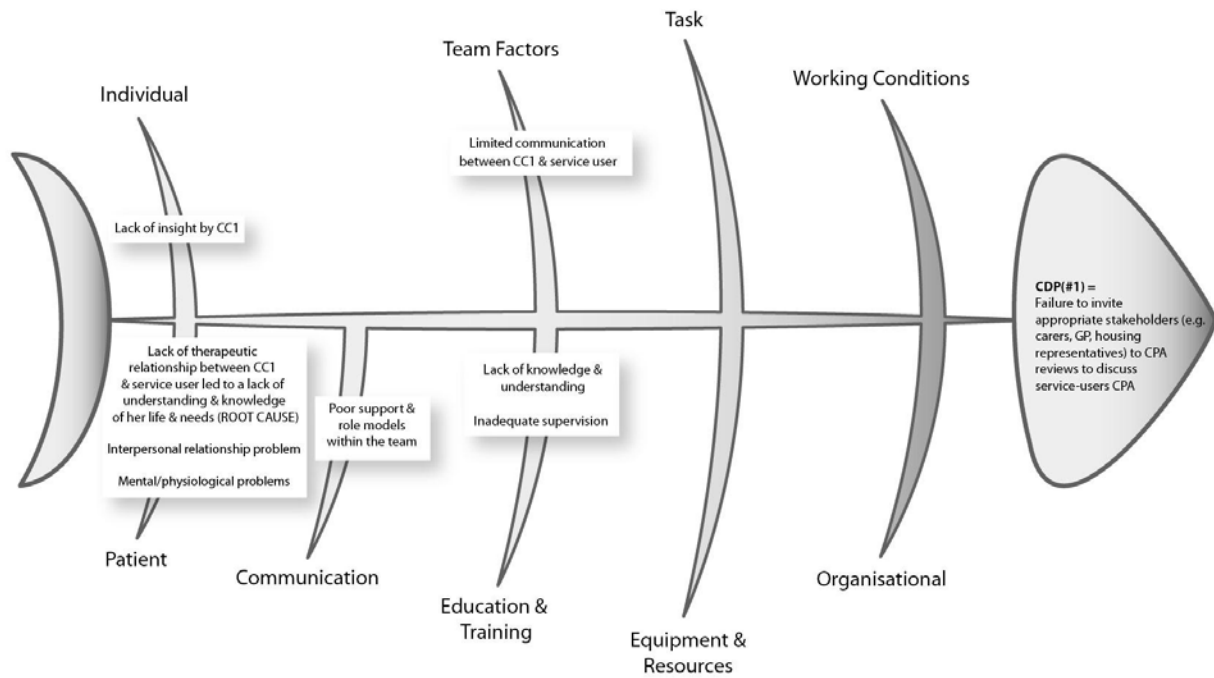 Task
Team Factors
Working Conditions
Individual
Limited communication
between CC1 & service user
Lack of insight by CC1
CDP(#1) =
Failure to invite
appropriate stakeholders (e.g.
carers, GP, housing
representatives) to CPA
reviews to discuss
service-users CPA
Lack of therapeutic
relationship between CC1
& service user led to a lack of
understanding & knowledge
of her life & needs (ROOT CAUSE)
Interpersonal relationship problem
Mental/physiological problems
Poor support &
role models
within the team
Lack of knowledge &
understanding
Inadequate supervision
Patient
Communication
Education &
Training
Equipment &
Resources
Organisational